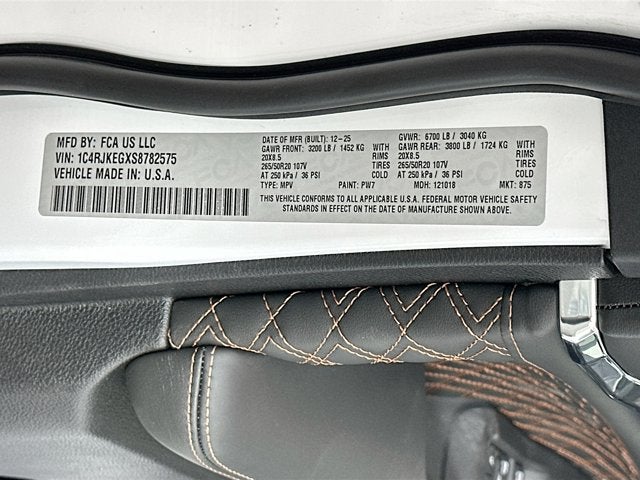 MFD BY: FCA US LLC
VIN: 1C4RJKEGXS8782575
VEHICLE MADE IN: U.S.A.
DATE OF MFR (BUILT): 12-25 GVWR: 6700 LB / 3040 KG
GAWR FRONT: 3200 LB / 1452 KG WITH GAWR REAR: 3800 LB / 1724 KG WITH
20X8.5 RIMS 20X8.5 RIMS
265/50R20 107V TIRES 265/50R20 107V TIRES
AT 250 kPa / 36 PSI COLD AT 250 kPa / 36 PSI COLD
TYPE: MPV PAINT: PW7 MDH: 121018 MKT: 875
THIS VEHICLE CONFORMS TO ALL APPLICABLE U.S.A. FEDERAL MOTOR VEHICLE SAFETY
STANDARDS IN EFFECT ON THE DATE OF MANUFACTURE SHOWN ABOVE.